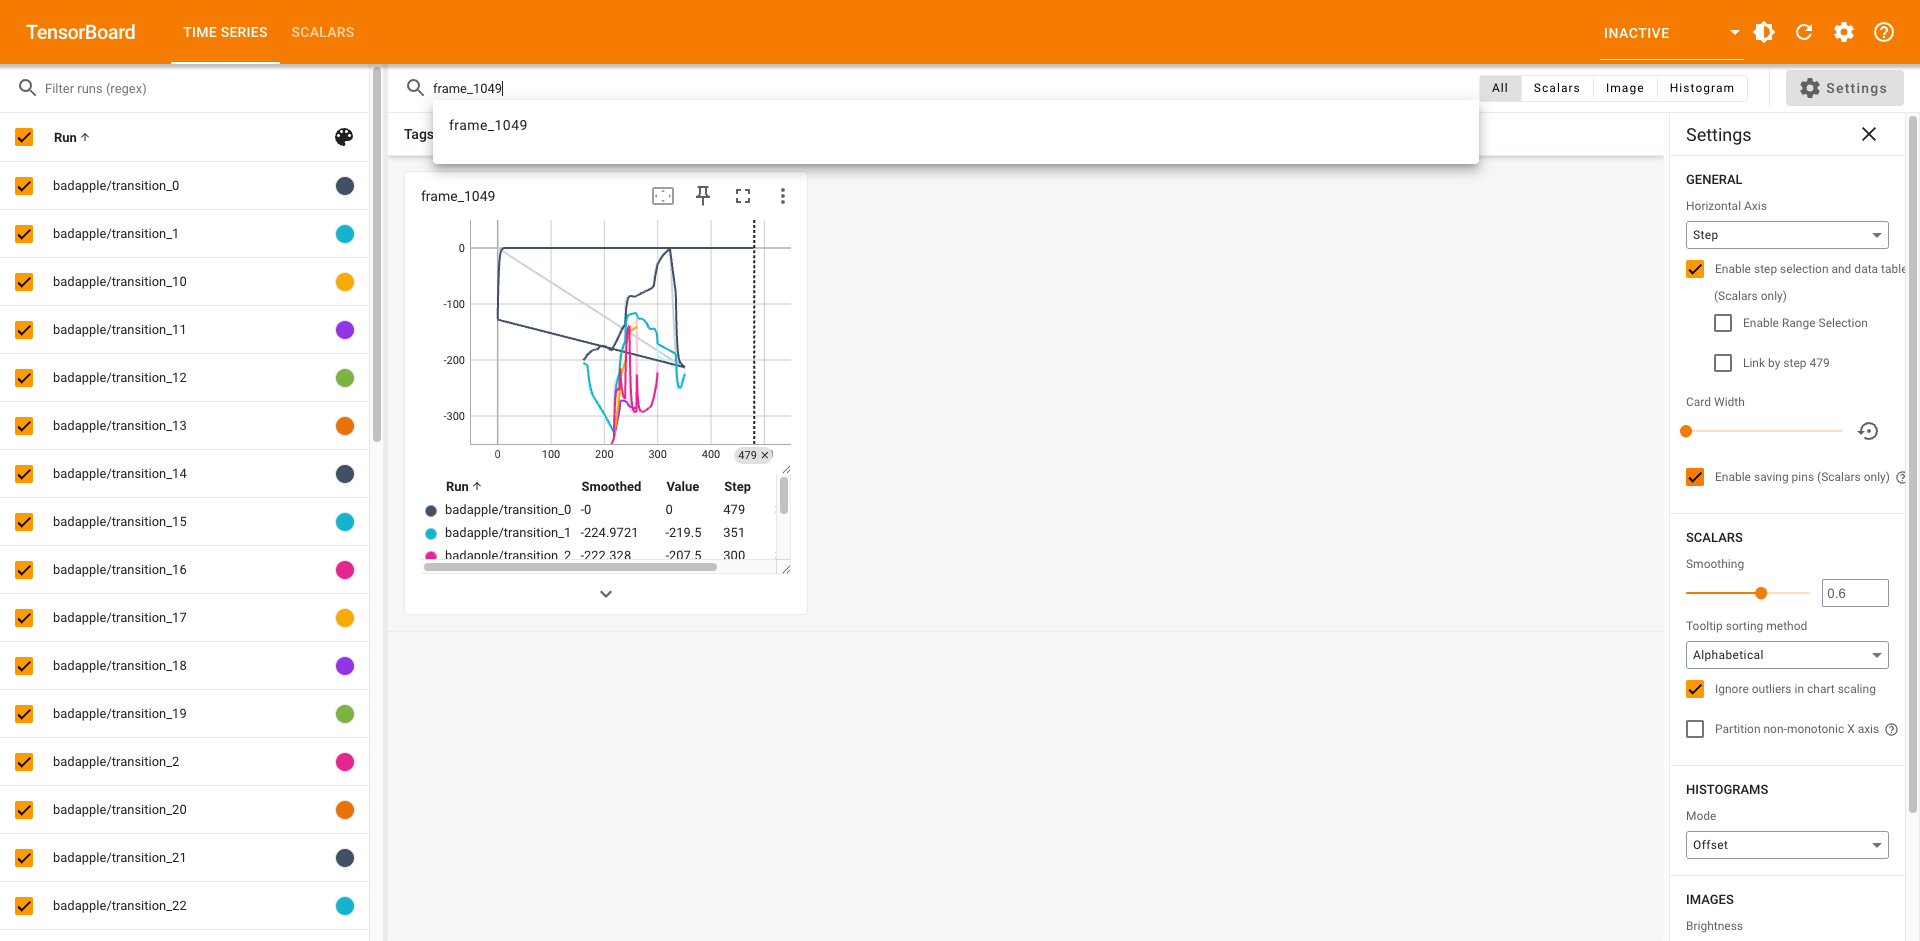 TensorBoard
TIME SERIES
SCALARS
INACTIVE
Filter runs (regex)
frame_1049
All
Scalars
Image
Histogram
Settings
frame_1049
Run
Tags
Settings
badapple/transition_0
badapple/transition_1
badapple/transition_10
badapple/transition_11
badapple/transition_12
badapple/transition_13
badapple/transition_14
badapple/transition_15
badapple/transition_16
badapple/transition_17
badapple/transition_18
badapple/transition_19
badapple/transition_2
badapple/transition_20
badapple/transition_21
badapple/transition_22
frame_1049
0
-100
-200
-300
0 100 200 300 400 479
Run Smoothed Value Step
badapple/transition_0 -0 0 479
badapple/transition_1 -224.9721 -219.5 351
badapple/transition_2 -222.328 -207.5 300
GENERAL
Horizontal Axis
Step
Enable step selection and data table
(Scalars only)
Enable Range Selection
Link by step 479
Card Width
Enable saving pins (Scalars only)
SCALARS
Smoothing
0.6
Tooltip sorting method
Alphabetical
Ignore outliers in chart scaling
Partition non-monotonic X axis
HISTOGRAMS
Mode
Offset
IMAGES
Brightness